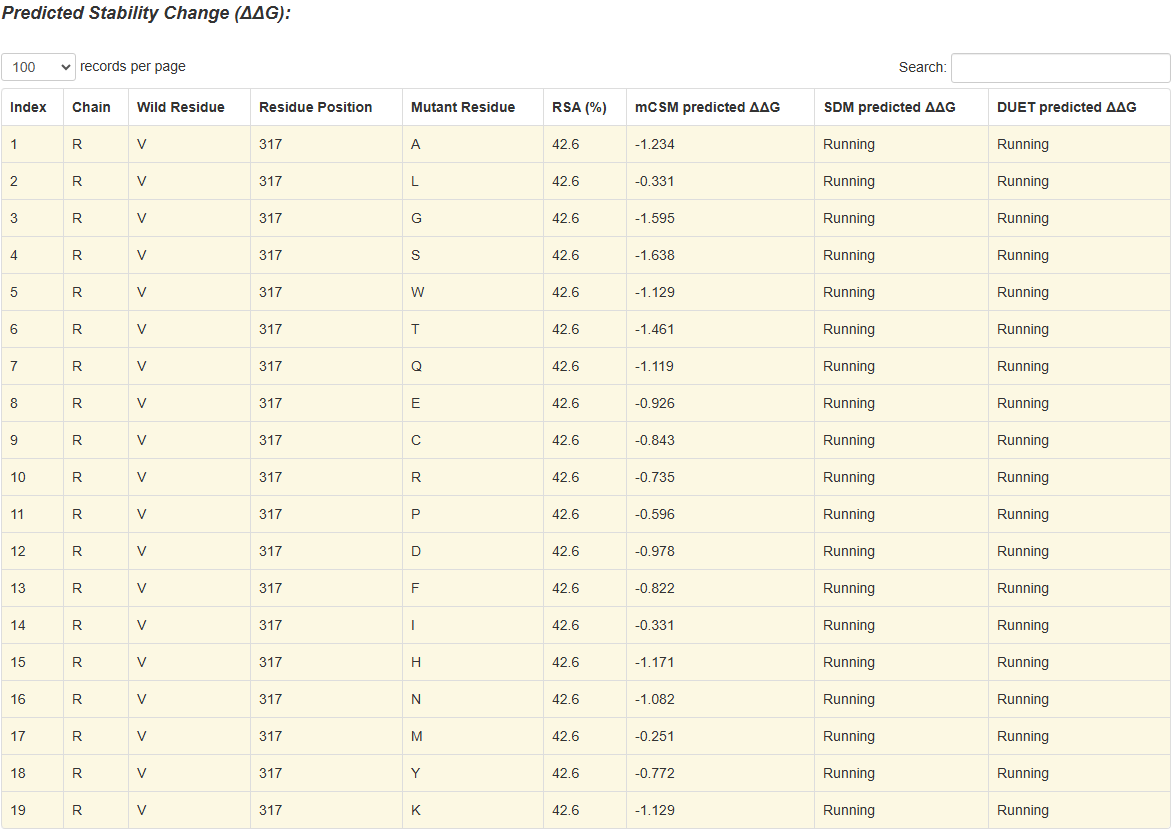 Predicted Stability Change (ΔΔG):
100 records per page Search:
Index Chain Wild Residue Residue Position Mutant Residue RSA (%) mCSM predicted ΔΔG SDM predicted ΔΔG DUET predicted ΔΔG
1 R V 317 A 42.6 -1.234 Running Running
2 R V 317 L 42.6 -0.331 Running Running
3 R V 317 G 42.6 -1.595 Running Running
4 R V 317 S 42.6 -1.638 Running Running
5 R V 317 W 42.6 -1.129 Running Running
6 R V 317 T 42.6 -1.461 Running Running
7 R V 317 Q 42.6 -1.119 Running Running
8 R V 317 E 42.6 -0.926 Running Running
9 R V 317 C 42.6 -0.843 Running Running
10 R V 317 R 42.6 -0.735 Running Running
11 R V 317 P 42.6 -0.596 Running Running
12 R V 317 D 42.6 -0.978 Running Running
13 R V 317 F 42.6 -0.822 Running Running
14 R V 317 I 42.6 -0.331 Running Running
15 R V 317 H 42.6 -1.171 Running Running
16 R V 317 N 42.6 -1.082 Running Running
17 R V 317 M 42.6 -0.251 Running Running
18 R V 317 Y 42.6 -0.772 Running Running
19 R V 317 K 42.6 -1.129 Running Running